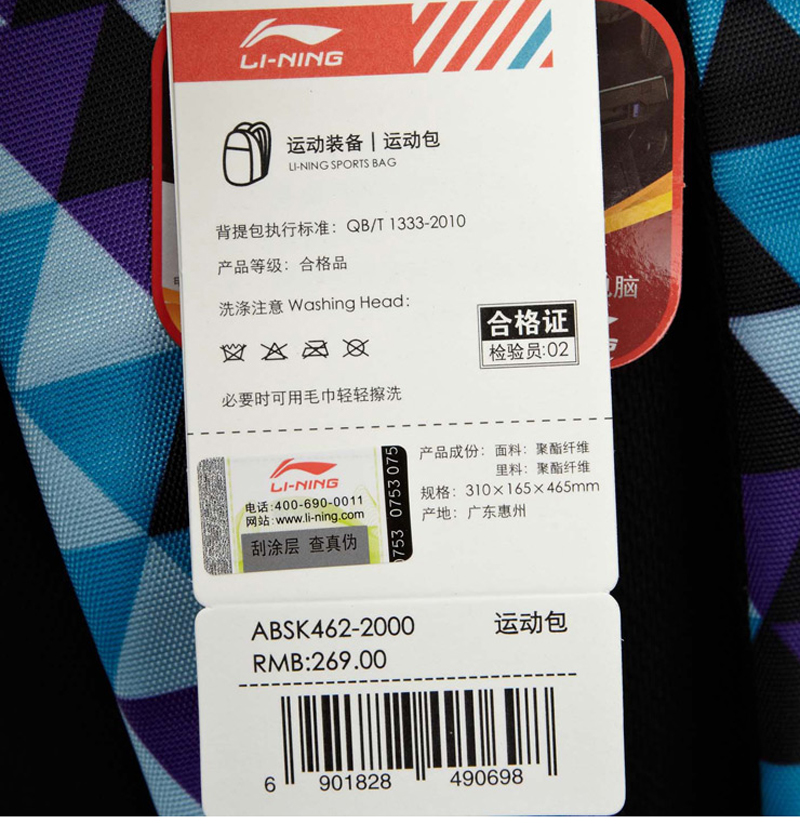 LI-NING
运动装备 | 运动包
LI-NING SPORTS BAG
背提包执行标准：QB/T 1333-2010
产品等级：合格品
洗涤注意 Washing Head:
合格证
检验员:02
必要时可用毛巾轻轻擦洗
产品成份：面料：聚酯纤维
里料：聚酯纤维
规格：310×165×465mm
产地：广东惠州
LI-NING
电话:400-690-0011
网站:www.li-ning.com
刮涂层 查真伪
0753 0753 075
ABSK462-2000 运动包
RMB:269.00
6 901828 490698
脑